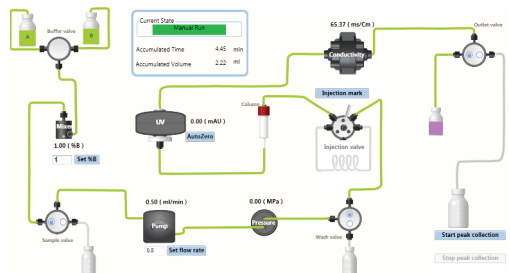 Current State
Manual Run
Accumulated Time 4.45 min
Accumulated Volume 2.22 ml
A
B
Buffer valve
65.37 ( ms/Cm )
Conductivity
Outlet valve
Injection mark
Column
UV
0.00 ( mAU )
AutoZero
Injection valve
Mixer
1.00 ( %B )
1 Set %B
0.50 ( ml/min )
0.00 ( MPa )
Sample valve
Pump
Pressure
Wash valve
0.5 Set flow rate
Start peak collection
Stop peak collection